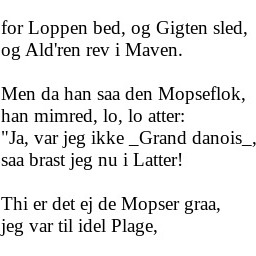 for Loppen bed, og Gigten sled,
og Ald'ren rev i Maven.

Men da han saa den Mopseflok,
han mimred, lo, lo atter:
"Ja, var jeg ikke _Grand danois_,
saa brast jeg nu i Latter!

Thi er det ej de Mopser graa,
jeg var til idel Plage,